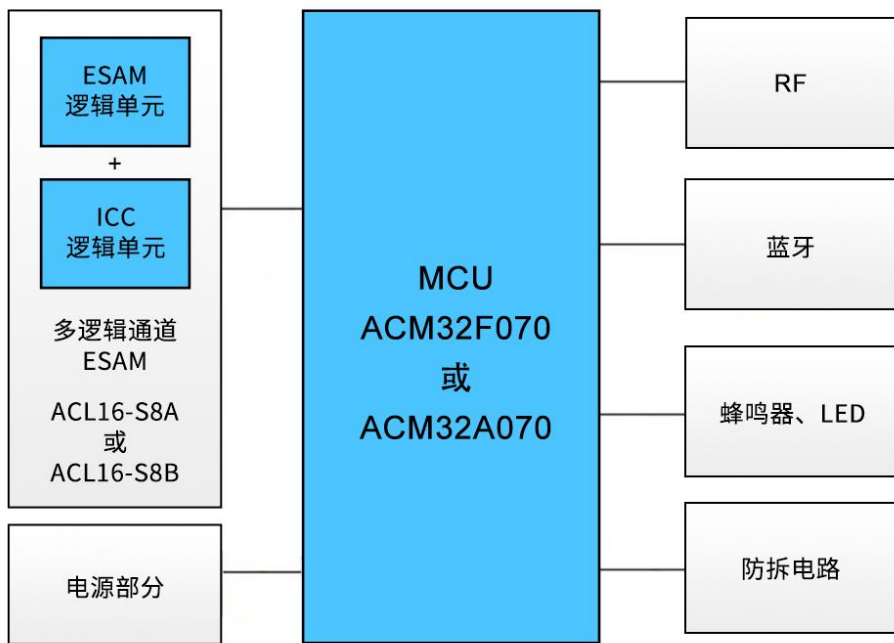 ESAM
逻辑单元
+
ICC
逻辑单元
多逻辑通道
ESAM
ACL16-S8A
或
ACL16-S8B
电源部分
MCU
ACM32F070
或
ACM32A070
RF
蓝牙
蜂鸣器、LED
防拆电路